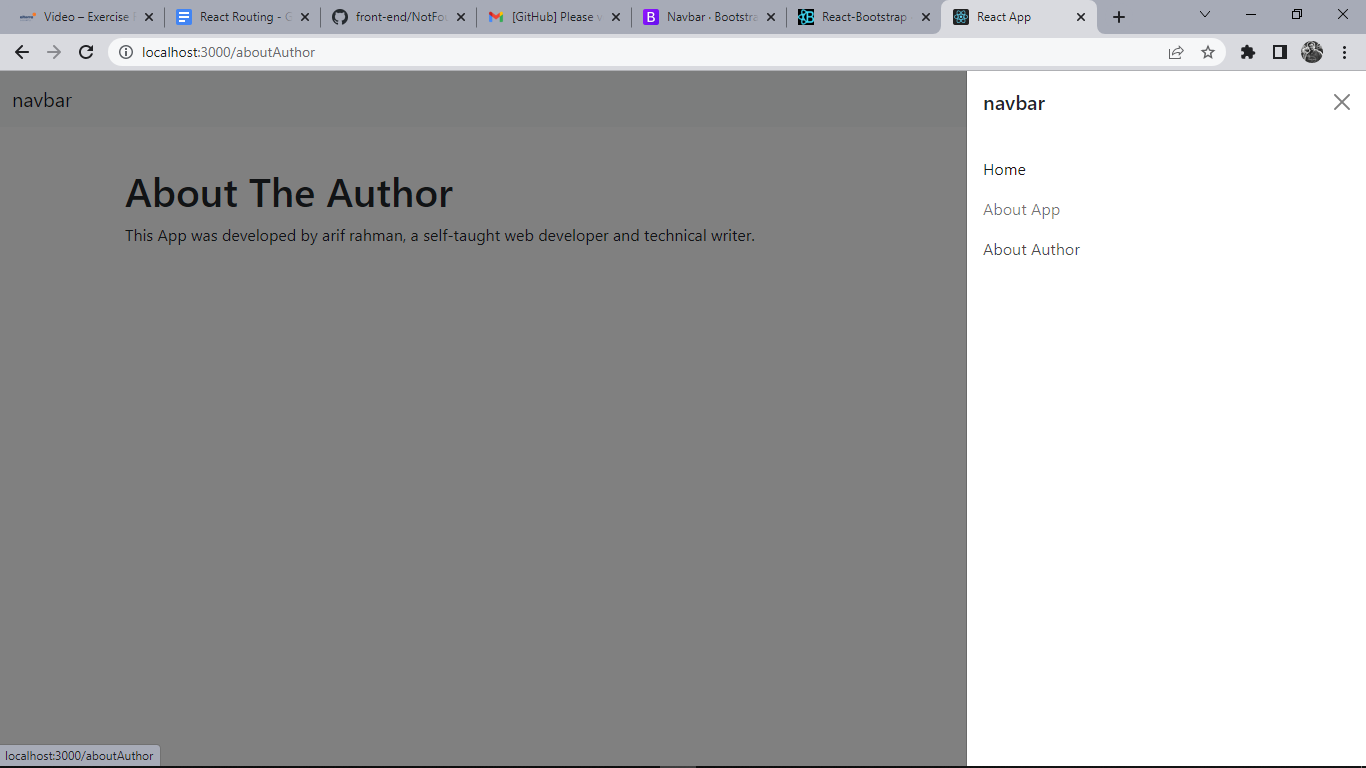 Video – Exercise
React Routing - G
front-end/NotFou
[GitHub] Please v
Navbar · Bootstra
React-Bootstrap
React App
localhost:3000/aboutAuthor
navbar
About The Author
This App was developed by arif rahman, a self-taught web developer and technical writer.
navbar
Home
About App
About Author
localhost:3000/aboutAuthor